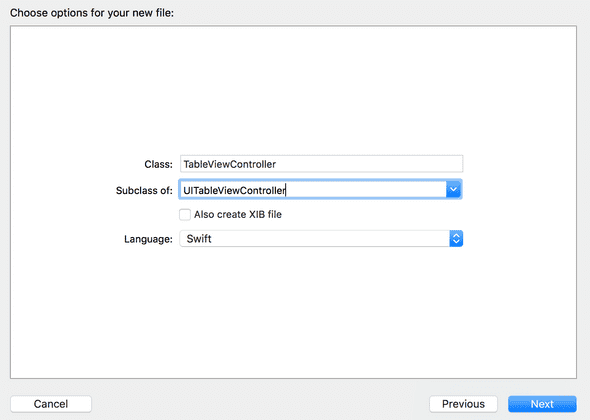 Choose options for your new file:
Class: TableViewController
Subclass of: UITableViewController
Also create XIB file
Language: Swift
Cancel Previous Next